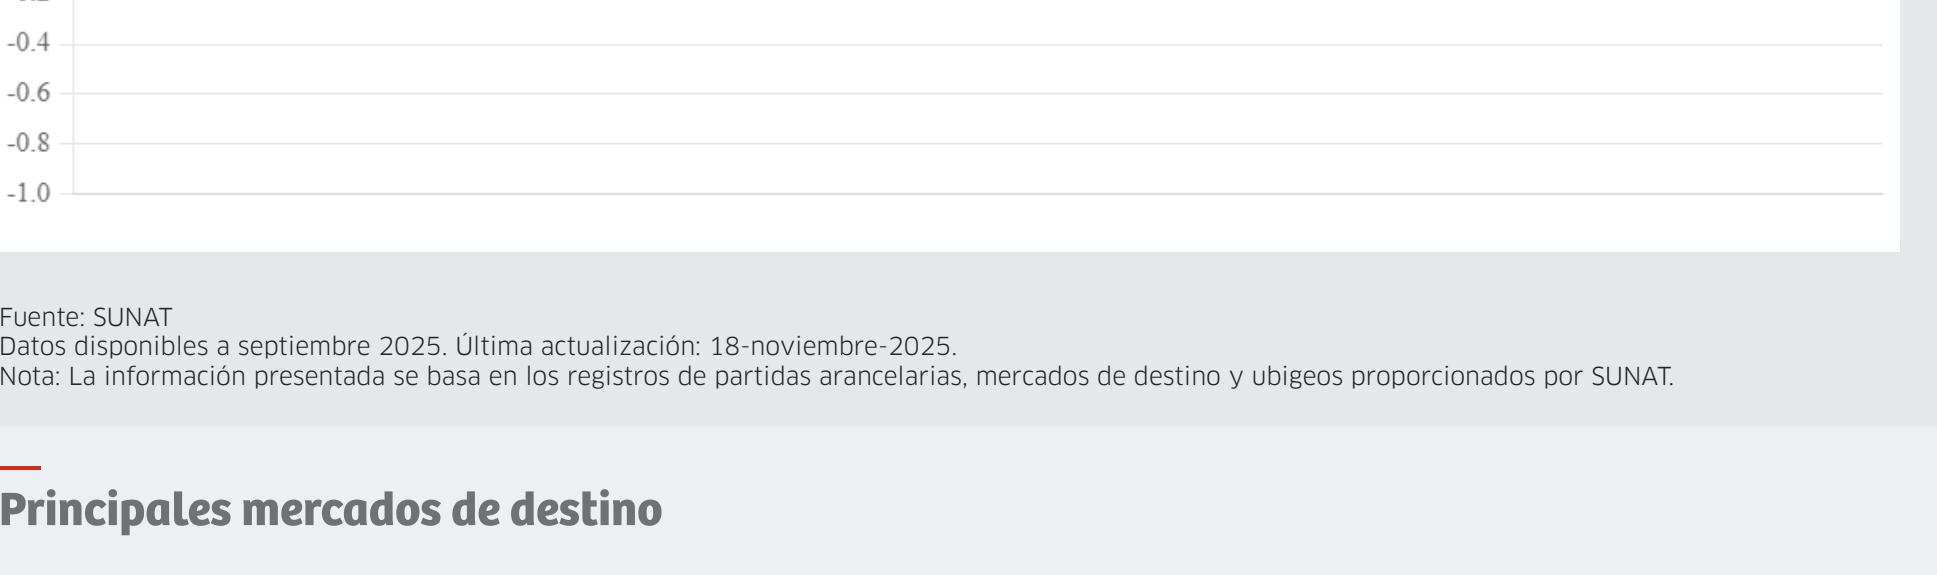 -0.4
-0.6
-0.8
-1.0
Fuente: SUNAT
Datos disponibles a septiembre 2025. Última actualización: 18-noviembre-2025.
Nota: La información presentada se basa en los registros de partidas arancelarias, mercados de destino y ubigeos proporcionados por SUNAT.
Principales mercados de destino